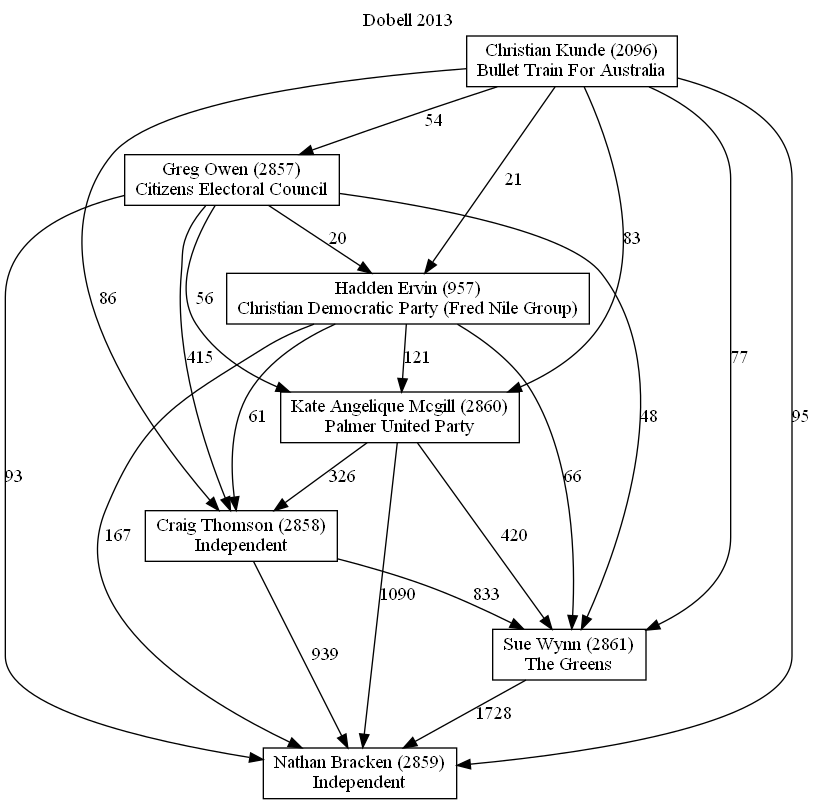 Dobell 2013
Christian Kunde (2096)
Bullet Train For Australia
54
Greg Owen (2857)
Citizens Electoral Council
21
20
83
Hadden Ervin (957)
Christian Democratic Party (Fred Nile Group)
86
56
415
121
77
Kate Angelique Mcgill (2860)
Palmer United Party
61
48
95
93
326
66
Craig Thomson (2858)
Independent
167
420
1090
833
Sue Wynn (2861)
The Greens
939
1728
Nathan Bracken (2859)
Independent